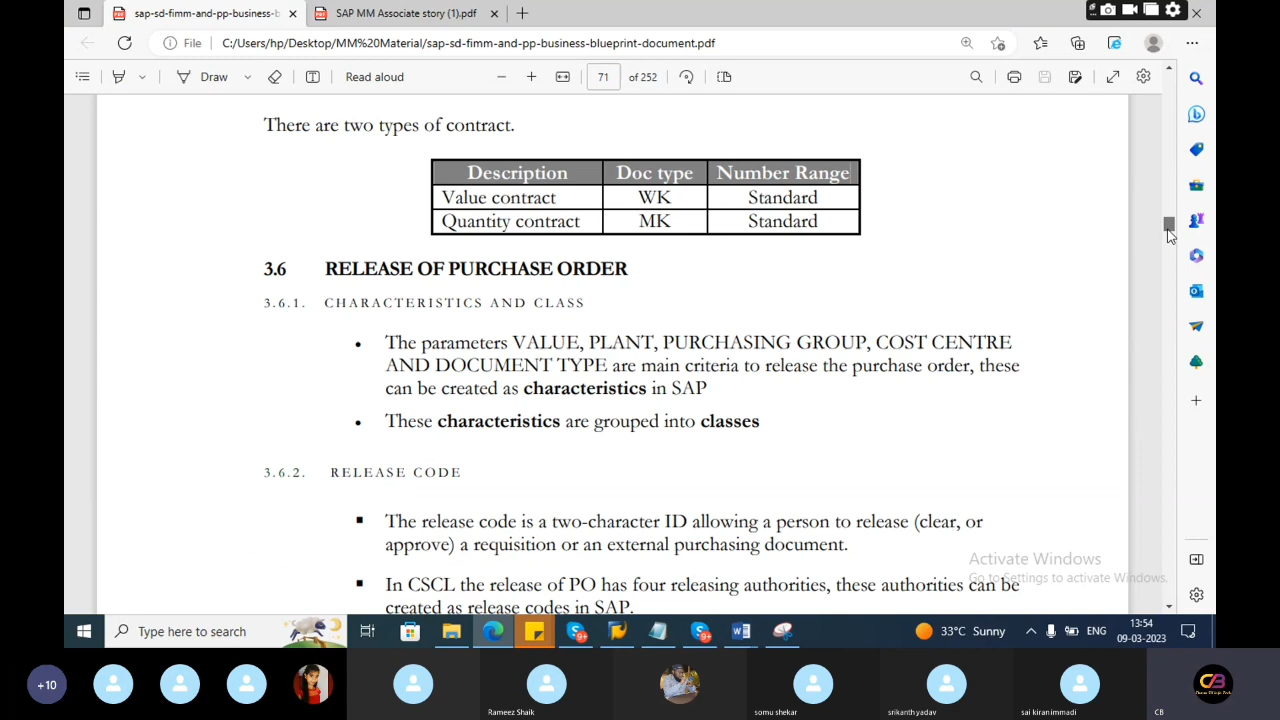 sap-sd-fimm-and-pp-business-b
SAP MM Associate story (1).pdf
File
C:/Users/hp/Desktop/MM%20Material/sap-sd-fimm-and-pp-business-blueprint-document.pdf
Draw
Read aloud
71
of 252
There are two types of contract.
Description Doc type Number Range
Value contract WK Standard
Quantity contract MK Standard
3.6 RELEASE OF PURCHASE ORDER
3.6.1. CHARACTERISTICS AND CLASS
• The parameters VALUE, PLANT, PURCHASING GROUP, COST CENTRE
AND DOCUMENT TYPE are main criteria to release the purchase order, these
can be created as characteristics in SAP
• These characteristics are grouped into classes
3.6.2. RELEASE CODE
▪ The release code is a two-character ID allowing a person to release (clear, or
approve) a requisition or an external purchasing document.
▪ In CSCL the release of PO has four releasing authorities, these authorities can be
created as release codes in SAP.
Activate Windows
Go to Settings to activate Windows.
Type here to search
33°C Sunny
ENG
13:54
09-03-2023
+10
Rameez Shaik
somu shekar
srikanth yadav
sai kiran immadi
CB
CB